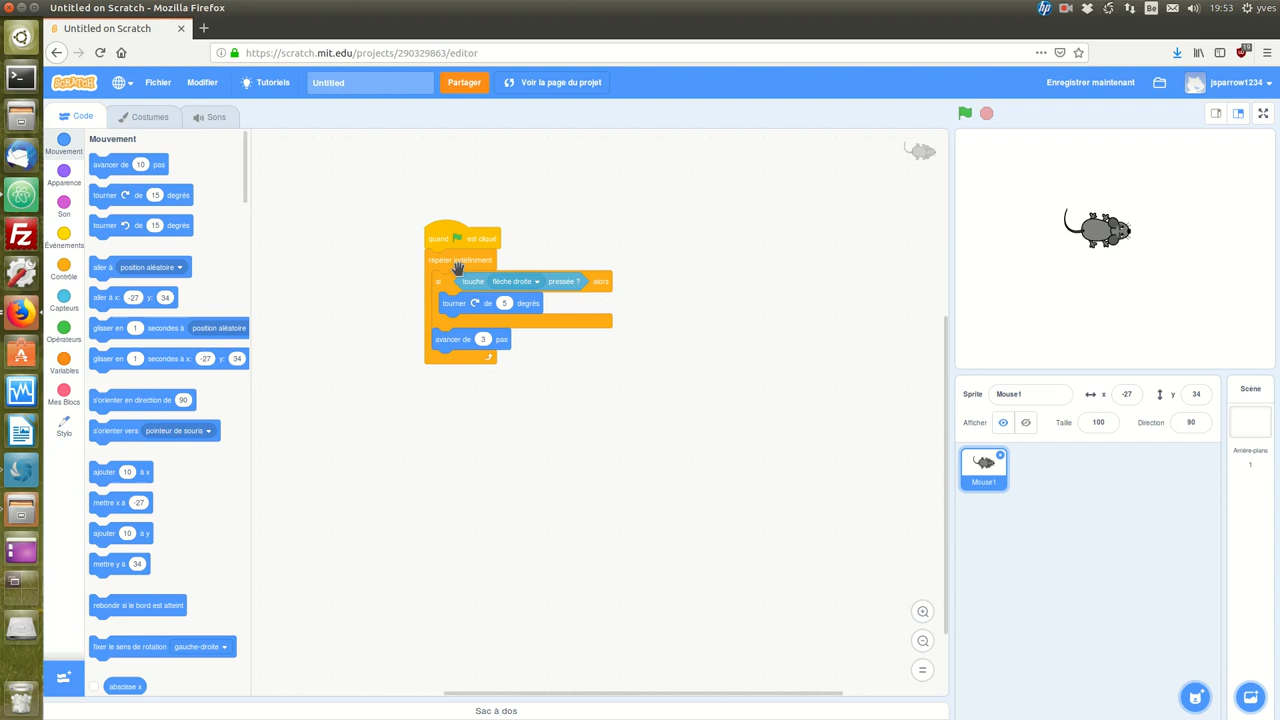 Untitled on Scratch - Mozilla Firefox
Be 19:53 yves
Untitled on Scratch
https://scratch.mit.edu/projects/290329863/editor
19
SCRATCH Fichier Modifier Tutoriels Untitled Partager Voir la page du projet Enregistrer maintenant jsparrow1234
Code Costumes Sons
Mouvement
Apparence
Son
Événements
Contrôle
Capteurs
Opérateurs
Variables
Mes Blocs
Stylo
Mouvement
avancer de 10 pas
tourner de 15 degrés
tourner de 15 degrés
aller à position aléatoire
aller à x: -27 y: 34
glisser en 1 secondes à position aléatoire
glisser en 1 secondes à x: -27 y: 34
s'orienter en direction de 90
s'orienter vers pointeur de souris
ajouter 10 à x
mettre x à -27
ajouter 10 à y
mettre y à 34
rebondir si le bord est atteint
fixer le sens de rotation gauche-droite
abscisse x
quand est cliqué
répéter indéfiniment
si touche flèche droite pressée ? alors
tourner de 5 degrés
avancer de 3 pas
Sprite Mouse1 x -27 y 34
Afficher Taille 100 Direction 90
Mouse1
Scène
Arrière-plans
1
Sac à dos